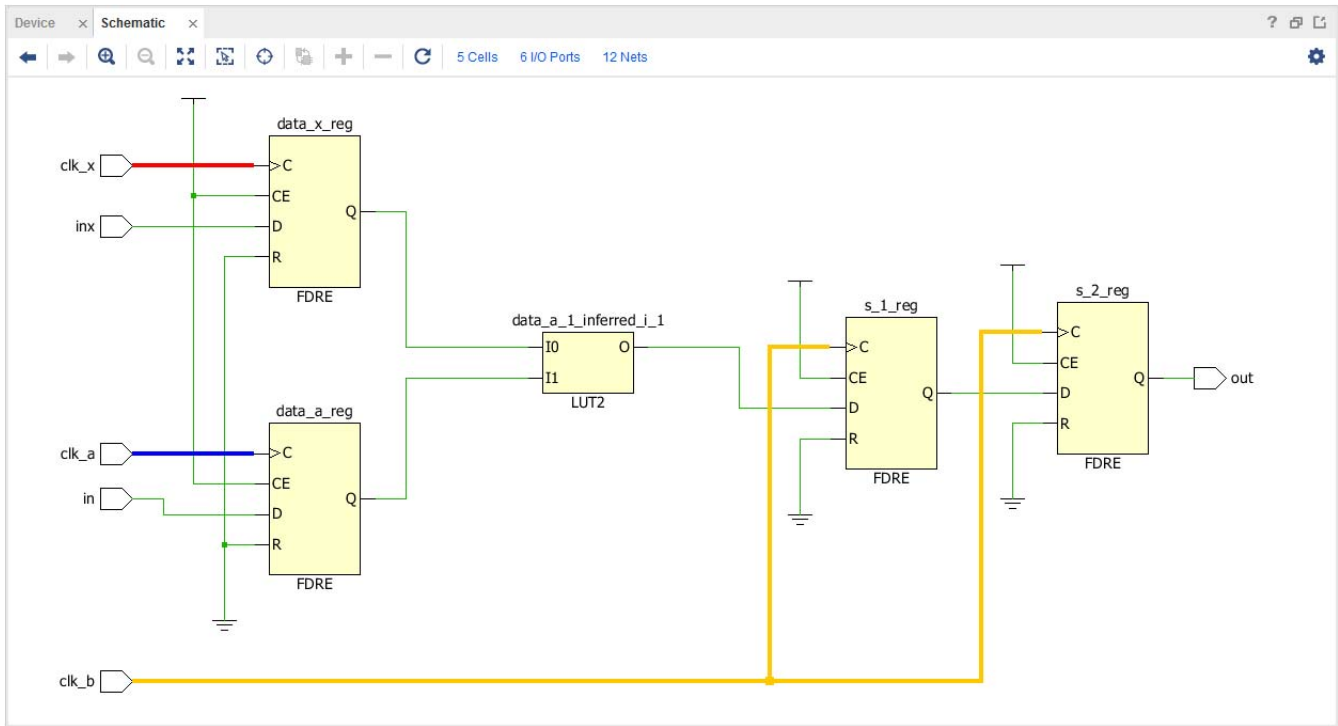 Device × Schematic ×
?
5 Cells 6 I/O Ports 12 Nets
data_x_reg
clk_x
C
CE
inx
D
Q
R
FDRE
data_a_1_inferred_i_1
I0
O
I1
LUT2
data_a_reg
clk_a
C
CE
in
D
Q
R
FDRE
s_1_reg
C
CE
D
Q
R
FDRE
s_2_reg
C
CE
D
Q
R
FDRE
out
clk_b